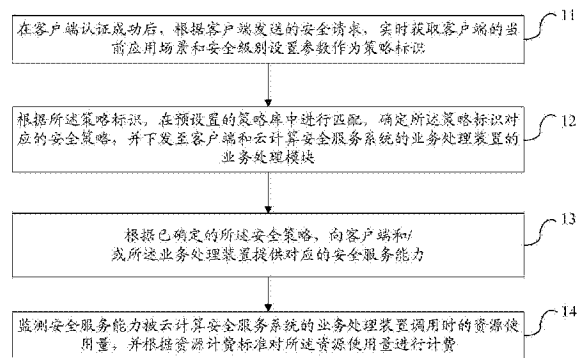 在客户端认证成功后，根据客户端发送的安全请求，实时获取客户端的当
前应用场景和安全级别设置参数作为策略标识
11
根据所述策略标识，在预设置的策略库中进行匹配，确定所述策略标识对
应的安全策略，并下发至客户端和云计算安全服务系统的业务处理装置的
业务处理模块
12
根据已确定的所述安全策略，向客户端和/
或所述业务处理装置提供对应的安全服务能力
13
监测安全服务能力被云计算安全服务系统的业务处理装置调用时的资源使
用量，并根据资源计费标准对所述资源使用量进行计费
14